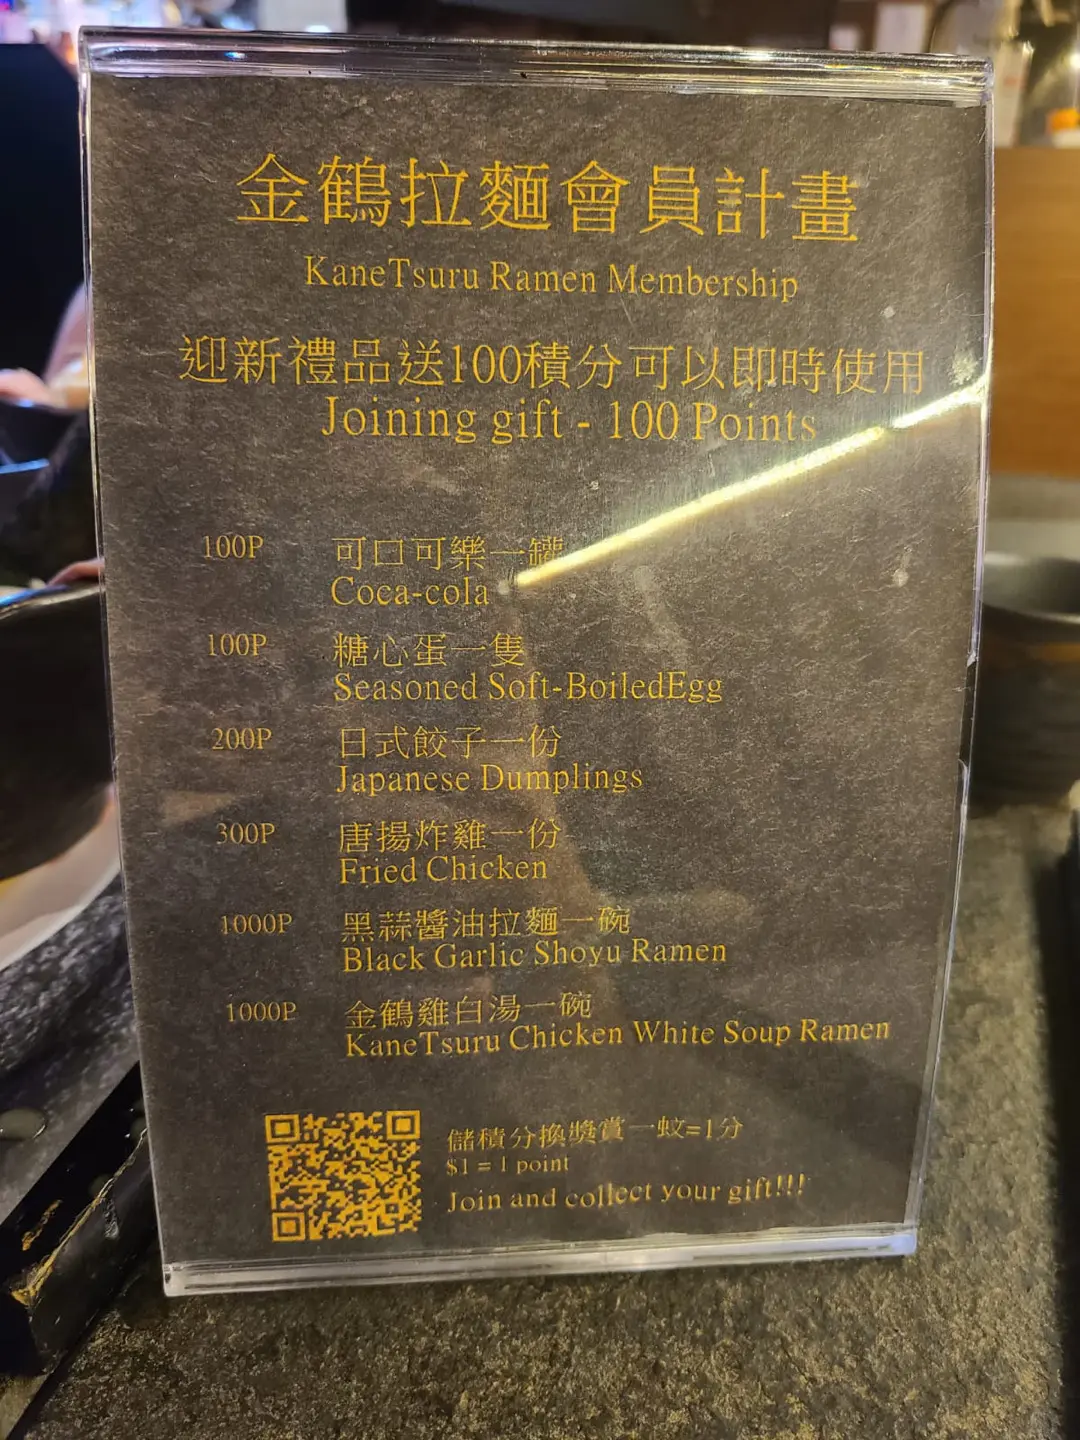 金鶴拉麵會員計畫
KaneTsuru Ramen Membership
迎新禮品送100積分可以即時使用
Joining gift - 100 Points
100P 可口可樂一罐
Coca-cola
100P 糖心蛋一隻
Seasoned Soft-BoiledEgg
200P 日式餃子一份
Japanese Dumplings
300P 唐揚炸雞一份
Fried Chicken
1000P 黑蒜醬油拉麵一碗
Black Garlic Shoyu Ramen
1000P 金鶴雞白湯一碗
KaneTsuru Chicken White Soup Ramen
儲積分換獎賞一蚊=1分
$1 = 1 point
Join and collect your gift!!!